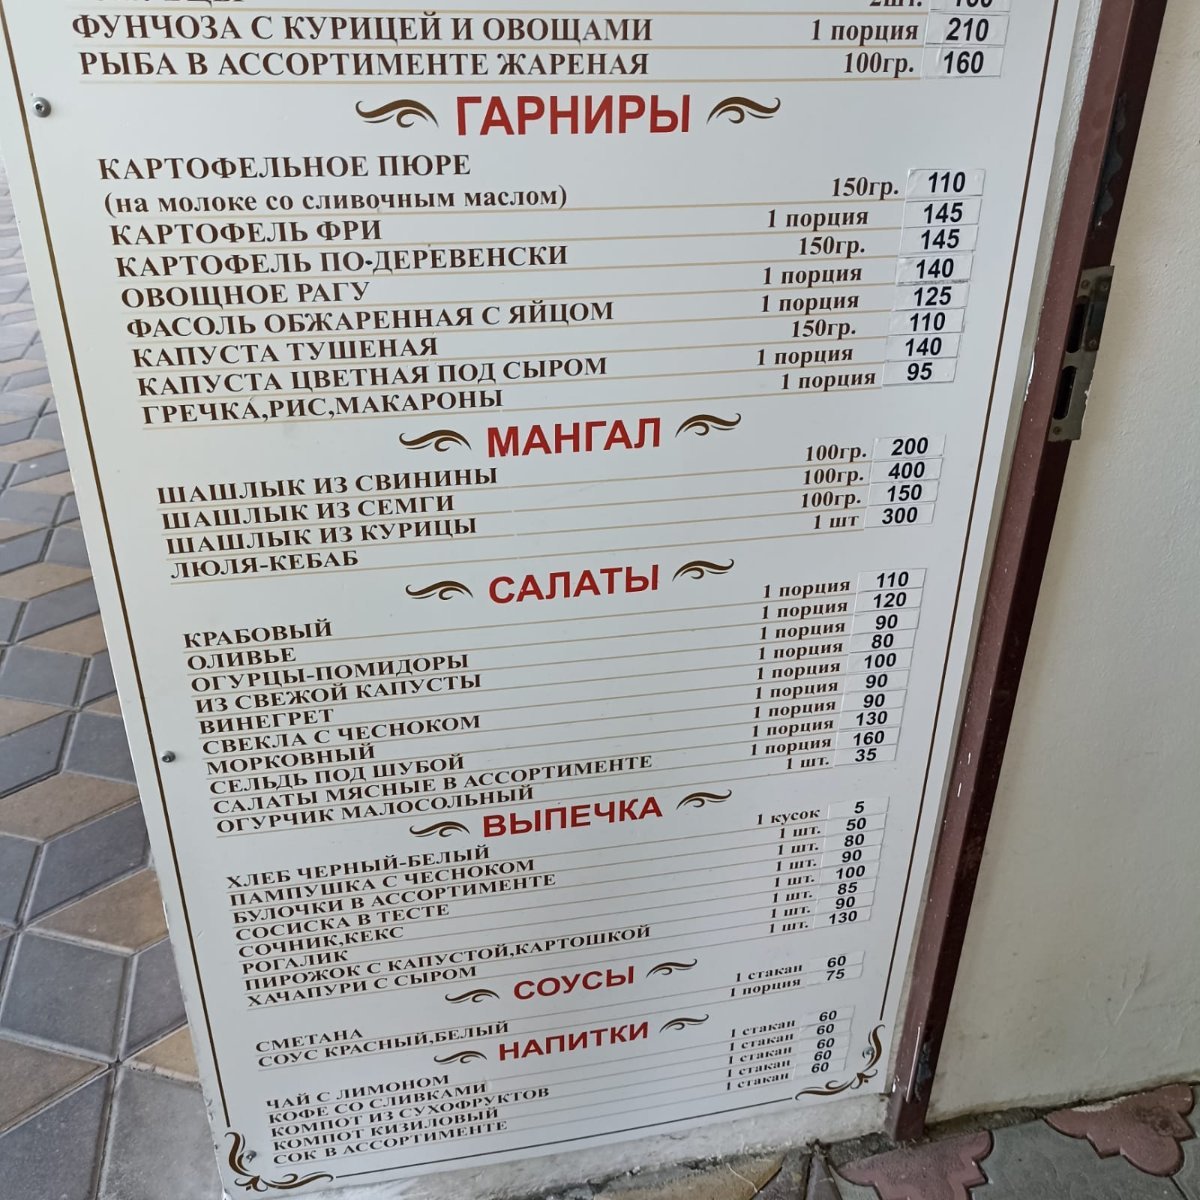 2шт. 160
ФУНЧОЗА С КУРИЦЕЙ И ОВОЩАМИ 1 порция 210
РЫБА В АССОРТИМЕНТЕ ЖАРЕНАЯ 100гр. 160
ГАРНИРЫ
КАРТОФЕЛЬНОЕ ПЮРЕ
(на молоке со сливочным маслом) 150гр. 110
КАРТОФЕЛЬ ФРИ 1 порция 145
КАРТОФЕЛЬ ПО-ДЕРЕВЕНСКИ 150гр. 145
ОВОЩНОЕ РАГУ 1 порция 140
ФАСОЛЬ ОБЖАРЕННАЯ С ЯЙЦОМ 1 порция 125
КАПУСТА ТУШЕНАЯ 150гр. 110
КАПУСТА ЦВЕТНАЯ ПОД СЫРОМ 1 порция 140
ГРЕЧКА,РИС,МАКАРОНЫ 1 порция 95
МАНГАЛ
ШАШЛЫК ИЗ СВИНИНЫ 100гр. 200
ШАШЛЫК ИЗ СЕМГИ 100гр. 400
ШАШЛЫК ИЗ КУРИЦЫ 100гр. 150
ЛЮЛЯ-КЕБАБ 1 шт 300
САЛАТЫ
КРАБОВЫЙ 1 порция 110
ОЛИВЬЕ 1 порция 120
ОГУРЦЫ-ПОМИДОРЫ 1 порция 90
ИЗ СВЕЖОЙ КАПУСТЫ 1 порция 80
ВИНЕГРЕТ 1 порция 100
СВЕКЛА С ЧЕСНОКОМ 1 порция 90
МОРКОВНЫЙ 1 порция 90
СЕЛЬДЬ ПОД ШУБОЙ 1 порция 130
САЛАТЫ МЯСНЫЕ В АССОРТИМЕНТЕ 1 порция 160
ОГУРЧИК МАЛОСОЛЬНЫЙ 1 шт. 35
ВЫПЕЧКА
ХЛЕБ ЧЕРНЫЙ-БЕЛЫЙ 1 кусок 5
ПАМПУШКА С ЧЕСНОКОМ 1 шт. 50
БУЛОЧКИ В АССОРТИМЕНТЕ 1 шт. 80
СОСИСКА В ТЕСТЕ 1 шт. 90
СОЧНИК,КЕКС 1 шт. 100
РОГАЛИК 1 шт. 85
ПИРОЖОК С КАПУСТОЙ,КАРТОШКОЙ 1 шт. 90
ХАЧАПУРИ С СЫРОМ 1 шт. 130
СОУСЫ
СМЕТАНА 1 стакан 60
СОУС КРАСНЫЙ,БЕЛЫЙ 1 порция 75
НАПИТКИ
ЧАЙ С ЛИМОНОМ 1 стакан 60
КОФЕ СО СЛИВКАМИ 1 стакан 60
КОМПОТ ИЗ СУХОФРУКТОВ 1 стакан 60
КОМПОТ КИЗИЛОВЫЙ 1 стакан 60
СОК В АССОРТИМЕНТЕ 1 стакан 60